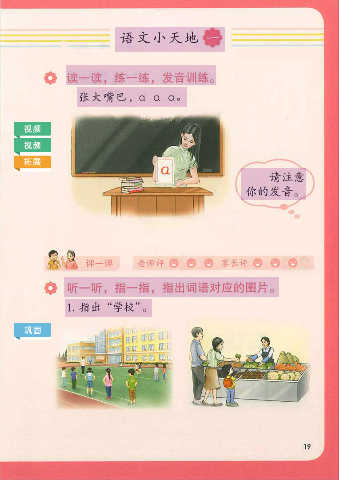 语文小天地 一
读一读，练一练，发音训练。
张大嘴巴，ɑ ɑ ɑ。
视频
视频
拓展
ɑ
请注意
你的发音。
评一评 老师评 家长评
听一听，指一指，指出词语对应的图片。
1. 指出“学校”。
巩固
19